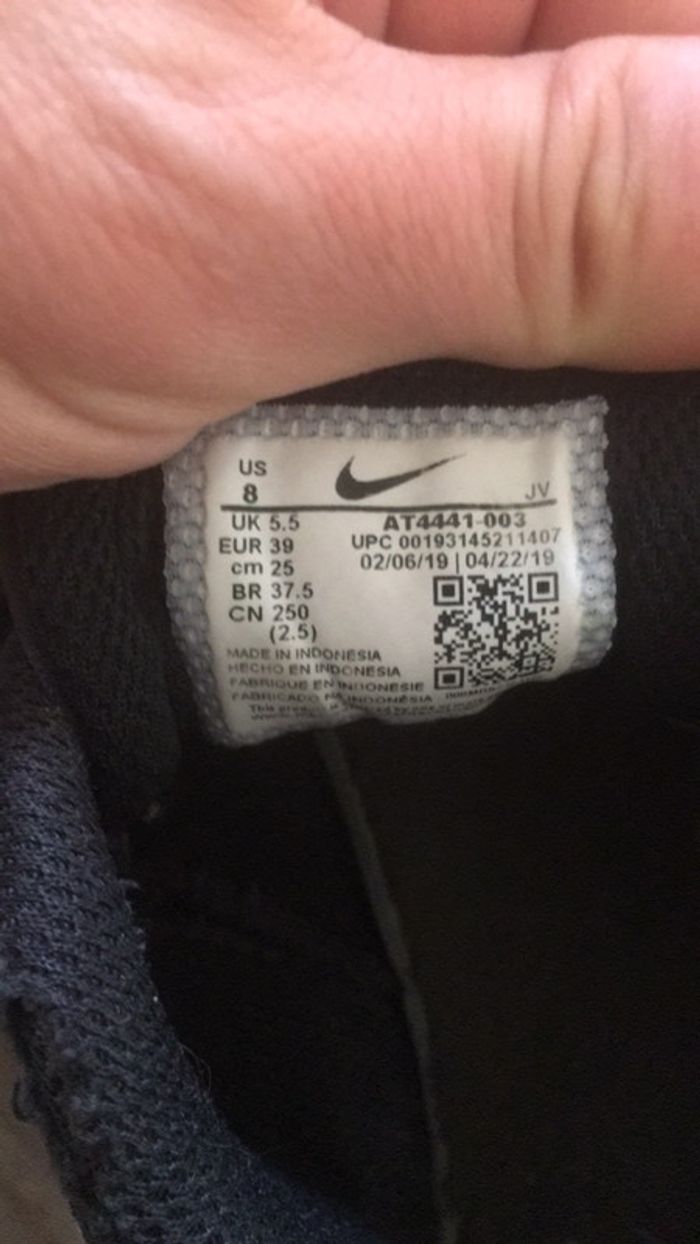 US
8
JV
UK 5.5
EUR 39
cm 25
BR 37.5
CN 250
(2.5)
AT4441-003
UPC 00193145211407
02/06/19 | 04/22/19
MADE IN INDONESIA
HECHO EN INDONESIA
FABRIQUE EN INDONESIE
FABRICADO NA INDONÉSIA
This